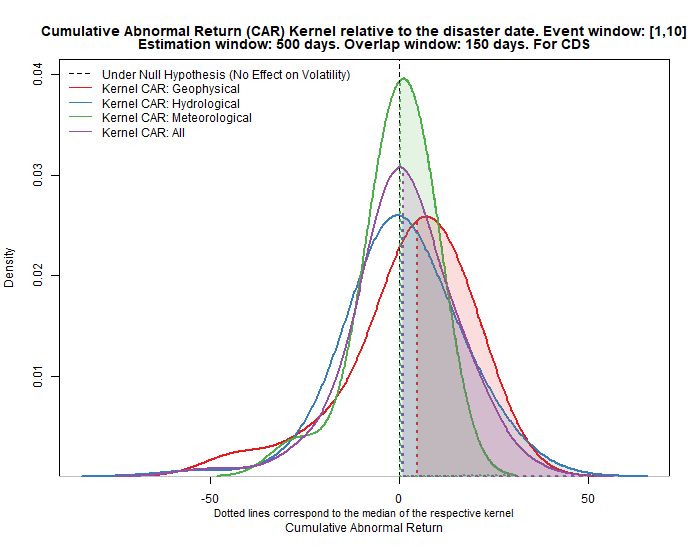 Cumulative Abnormal Return (CAR) Kernel relative to the disaster date. Event window: [1,10]
Estimation window: 500 days. Overlap window: 150 days. For CDS
Under Null Hypothesis (No Effect on Volatility)
Kernel CAR: Geophysical
Kernel CAR: Hydrological
Kernel CAR: Meteorological
Kernel CAR: All
0.04
0.03
0.02
0.01
Density
-50
0
50
Dotted lines correspond to the median of the respective kernel
Cumulative Abnormal Return